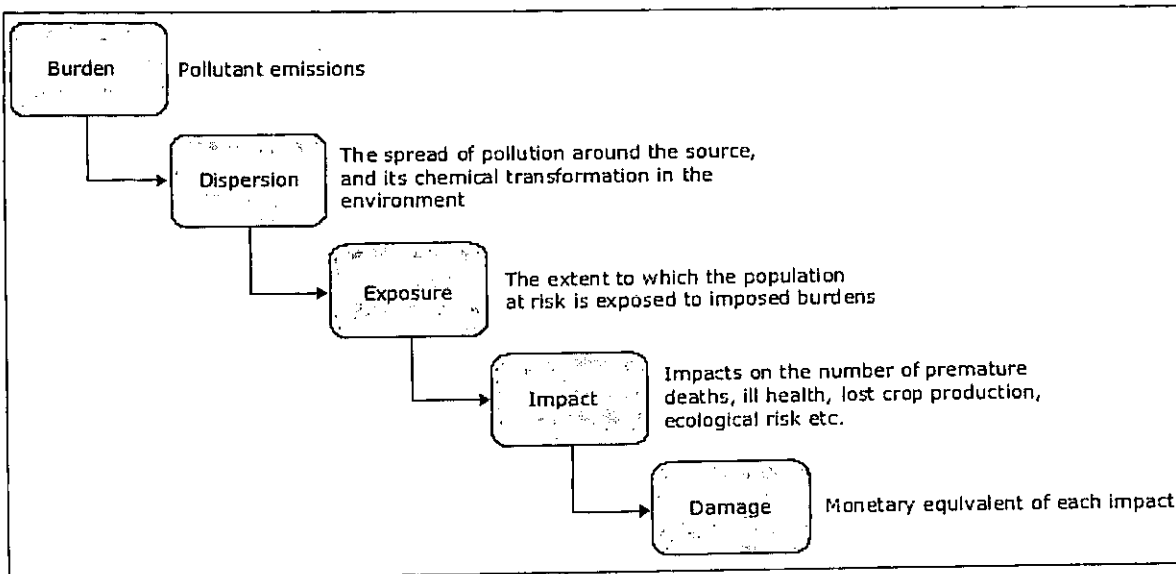 Burden
Pollutant emissions
Dispersion
The spread of pollution around the source,
and its chemical transformation in the
environment
Exposure
The extent to which the population
at risk is exposed to imposed burdens
Impact
Impacts on the number of premature
deaths, ill health, lost crop production,
ecological risk etc.
Damage
Monetary equivalent of each impact